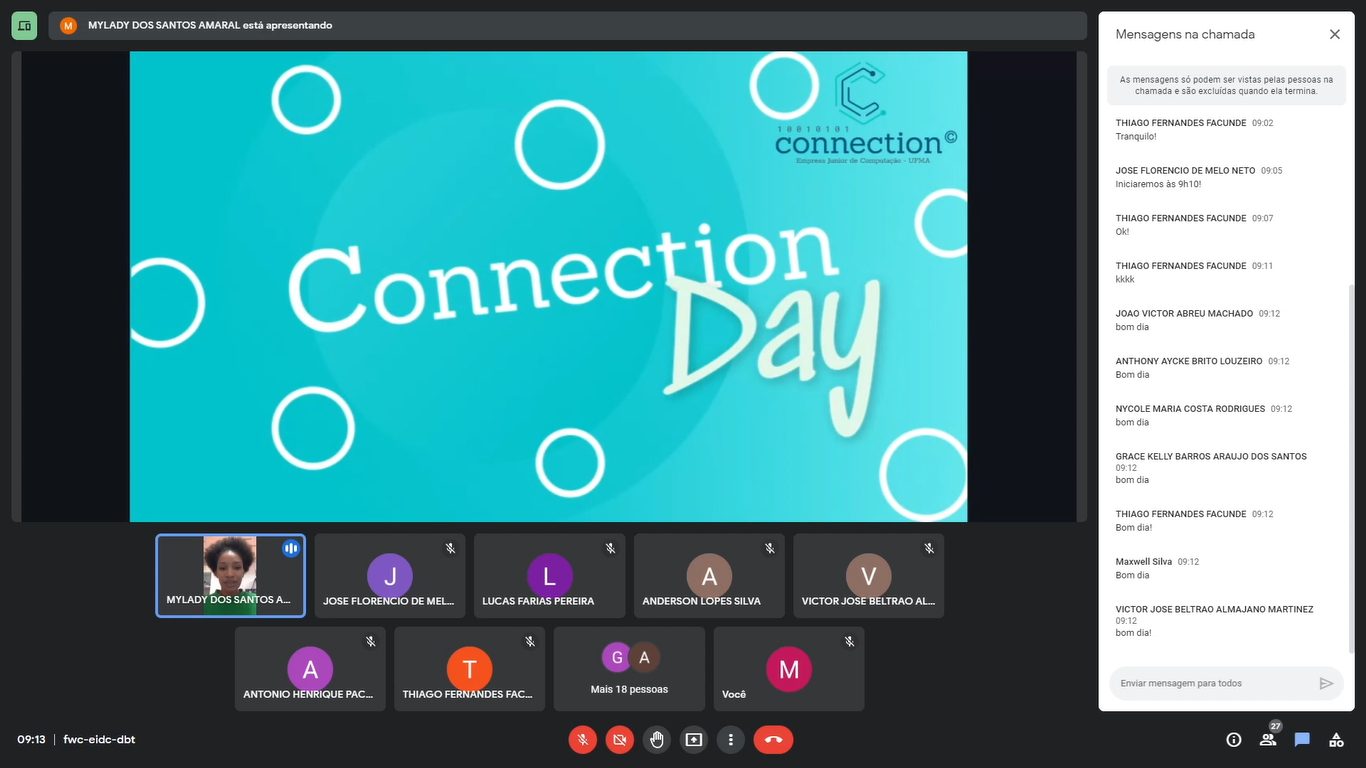 M
MYLADY DOS SANTOS AMARAL está apresentando
10010101
connection©
Empresa Junior de Computação - UFMA
Connection
Day
MYLADY DOS SANTOS A...
J
JOSE FLORENCIO DE MEL...
L
LUCAS FARIAS PEREIRA
A
ANDERSON LOPES SILVA
V
VICTOR JOSE BELTRAO AL...
A
ANTONIO HENRIQUE PAC...
T
THIAGO FERNANDES FAC...
G A
Mais 18 pessoas
M
Você
Mensagens na chamada
As mensagens só podem ser vistas pelas pessoas na
chamada e são excluídas quando ela termina.
THIAGO FERNANDES FACUNDE 09:02
Tranquilo!
JOSE FLORENCIO DE MELO NETO 09:05
Iniciaremos às 9h10!
THIAGO FERNANDES FACUNDE 09:07
Ok!
THIAGO FERNANDES FACUNDE 09:11
kkkk
JOAO VICTOR ABREU MACHADO 09:12
bom dia
ANTHONY AYCKE BRITO LOUZEIRO 09:12
Bom dia
NYCOLE MARIA COSTA RODRIGUES 09:12
bom dia
GRACE KELLY BARROS ARAUJO DOS SANTOS
09:12
bom dia
THIAGO FERNANDES FACUNDE 09:12
Bom dia!
Maxwell Silva 09:12
Bom dia
VICTOR JOSE BELTRAO ALMAJANO MARTINEZ
09:12
bom dia!
Enviar mensagem para todos
09:13 | fwc-eidc-dbt
27